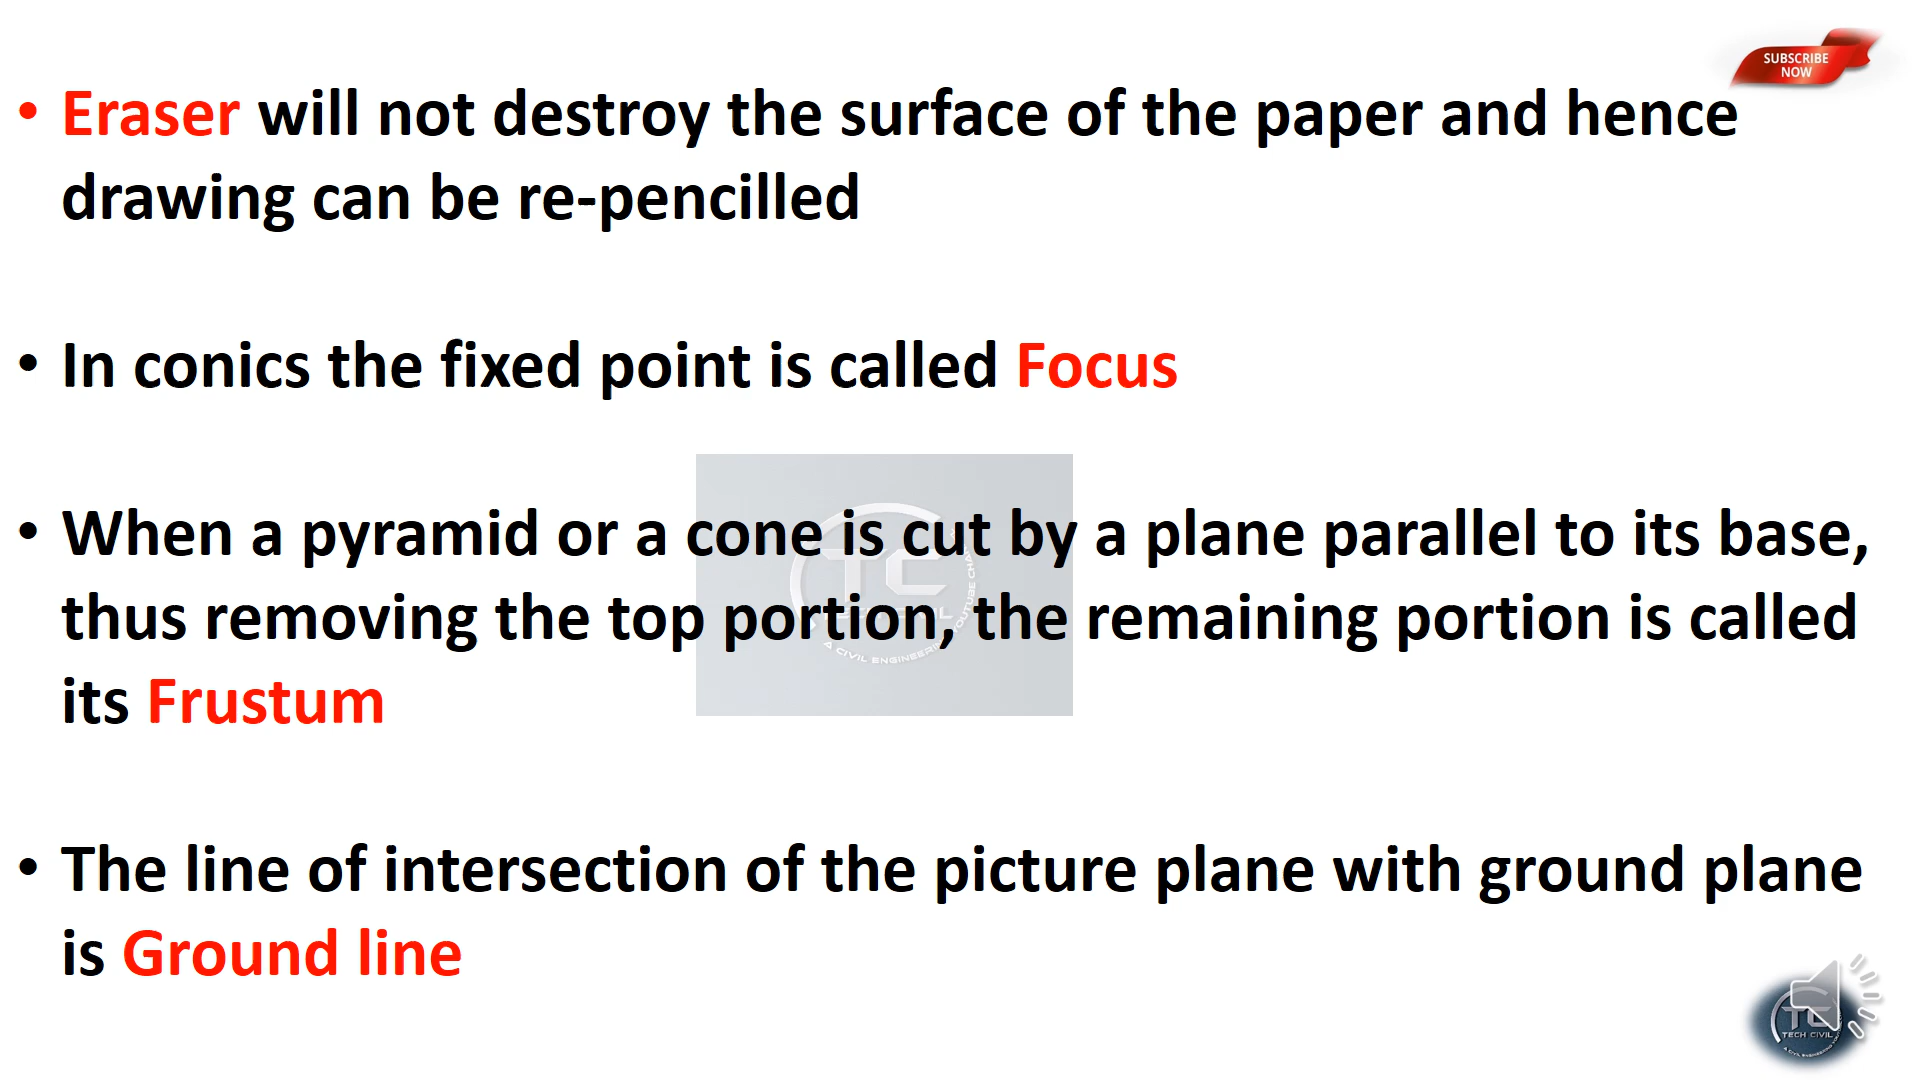 SUBSCRIBE
NOW
• Eraser will not destroy the surface of the paper and hence
drawing can be re-pencilled
• In conics the fixed point is called Focus
• When a pyramid or a cone is cut by a plane parallel to its base,
thus removing the top portion, the remaining portion is called
its Frustum
• The line of intersection of the picture plane with ground plane
is Ground line
TC
TECH CIVIL